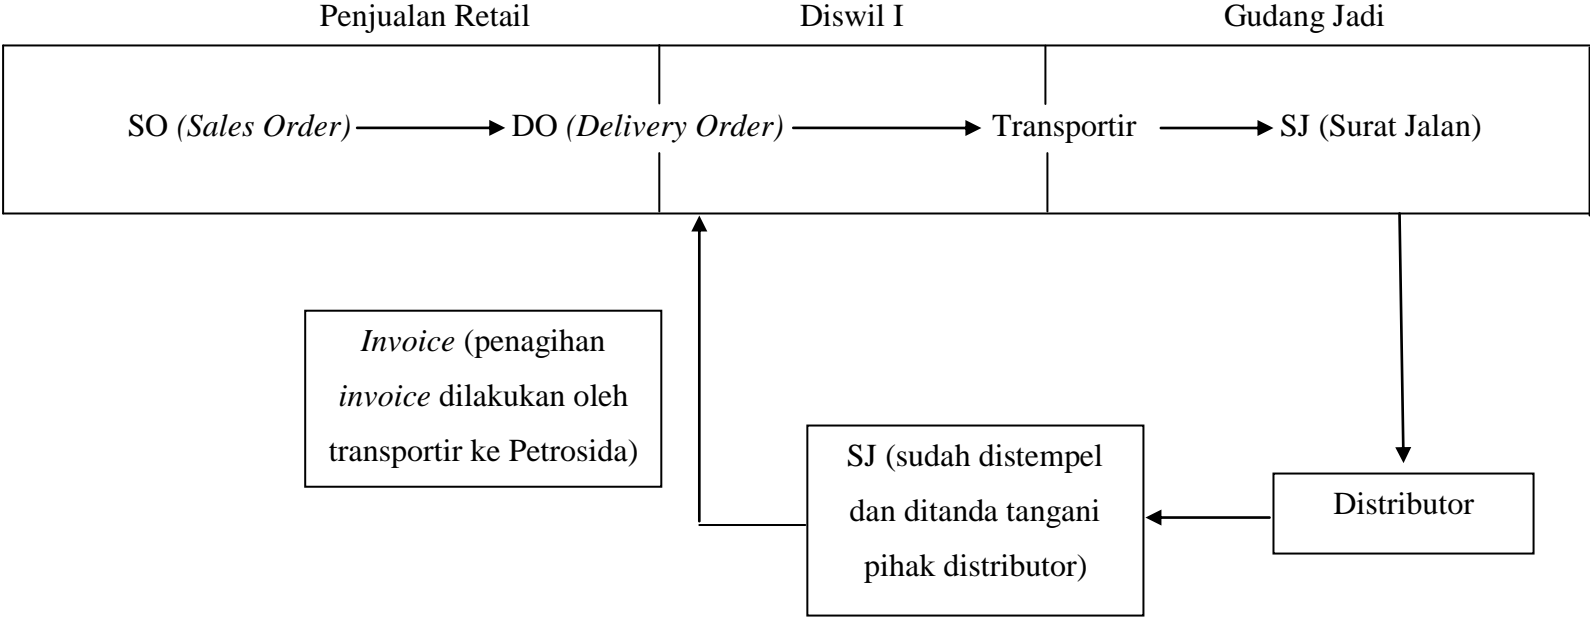 Penjualan Retail Diswil I Gudang Jadi
SO (Sales Order) DO (Delivery Order) Transportir SJ (Surat Jalan)
Invoice (penagihan
invoice dilakukan oleh
transportir ke Petrosida)
SJ (sudah distempel
dan ditanda tangani
pihak distributor)
Distributor